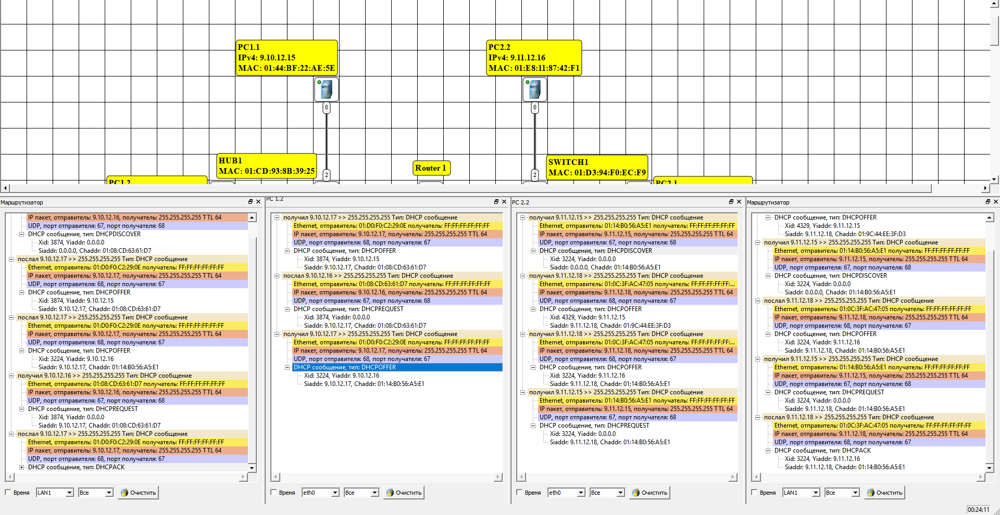 PC1.1
IPv4: 9.10.12.15
MAC: 01:44:BF:22:AE:5E
PC2.2
IPv4: 9.11.12.16
MAC: 01:E8:11:87:42:F1
0
0
HUB1
MAC: 01:CD:93:8B:39:25
2
Router 1
2
SWITCH1
MAC: 01:D3:94:F0:EC:F9
PC1.2
PC2.1
Маршрутизатор
IP пакет, отправитель: 9.10.12.16, получатель: 255.255.255.255 TTL 64
UDP, порт отправителя: 67, порт получателя: 68
DHCP сообщение, тип: DHCPDISCOVER
Xid: 3874, Yiaddr: 0.0.0.0
Siaddr: 0.0.0.0, Chaddr: 01:08:CD:63:61:D7
послал 9.10.12.17 >> 255.255.255.255 Тип: DHCP сообщение
Ethernet, отправитель: 01:D0:F0:C2:29:0E получатель: FF:FF:FF:FF:FF:FF
IP пакет, отправитель: 9.10.12.17, получатель: 255.255.255.255 TTL 64
UDP, порт отправителя: 68, порт получателя: 67
DHCP сообщение, тип: DHCPOFFER
Xid: 3874, Yiaddr: 9.10.12.15
Siaddr: 9.10.12.17, Chaddr: 01:08:CD:63:61:D7
послал 9.10.12.17 >> 255.255.255.255 Тип: DHCP сообщение
Ethernet, отправитель: 01:D0:F0:C2:29:0E получатель: FF:FF:FF:FF:FF:FF
IP пакет, отправитель: 9.10.12.17, получатель: 255.255.255.255 TTL 64
UDP, порт отправителя: 68, порт получателя: 67
DHCP сообщение, тип: DHCPOFFER
Xid: 3224, Yiaddr: 9.10.12.16
Siaddr: 9.10.12.17, Chaddr: 01:14:B0:56:A5:E1
получил 9.10.12.16 >> 255.255.255.255 Тип: DHCP сообщение
Ethernet, отправитель: 01:08:CD:63:61:D7 получатель: FF:FF:FF:FF:FF:FF
IP пакет, отправитель: 9.10.12.16, получатель: 255.255.255.255 TTL 64
UDP, порт отправителя: 67, порт получателя: 68
DHCP сообщение, тип: DHCPREQUEST
Xid: 3874, Yiaddr: 0.0.0.0
Siaddr: 9.10.12.17, Chaddr: 01:08:CD:63:61:D7
послал 9.10.12.17 >> 255.255.255.255 Тип: DHCP сообщение
Ethernet, отправитель: 01:D0:F0:C2:29:0E получатель: FF:FF:FF:FF:FF:FF
IP пакет, отправитель: 9.10.12.17, получатель: 255.255.255.255 TTL 64
UDP, порт отправителя: 68, порт получателя: 67
DHCP сообщение, тип: DHCPACK
Время LAN1 Все Очистить
PC 1.2
получил 9.10.12.17 >> 255.255.255.255 Тип: DHCP сообщение
Ethernet, отправитель: 01:D0:F0:C2:29:0E получатель: FF:FF:FF:FF:FF:FF
IP пакет, отправитель: 9.10.12.17, получатель: 255.255.255.255 TTL 64
UDP, порт отправителя: 68, порт получателя: 67
DHCP сообщение, тип: DHCPOFFER
Xid: 3874, Yiaddr: 9.10.12.15
Siaddr: 9.10.12.17, Chaddr: 01:08:CD:63:61:D7
послал 9.10.12.16 >> 255.255.255.255 Тип: DHCP сообщение
Ethernet, отправитель: 01:08:CD:63:61:D7 получатель: FF:FF:FF:FF:FF:FF
IP пакет, отправитель: 9.10.12.16, получатель: 255.255.255.255 TTL 64
UDP, порт отправителя: 67, порт получателя: 68
DHCP сообщение, тип: DHCPREQUEST
Xid: 3874, Yiaddr: 0.0.0.0
Siaddr: 9.10.12.17, Chaddr: 01:08:CD:63:61:D7
получил 9.10.12.17 >> 255.255.255.255 Тип: DHCP сообщение
Ethernet, отправитель: 01:D0:F0:C2:29:0E получатель: FF:FF:FF:FF:FF:FF
IP пакет, отправитель: 9.10.12.17, получатель: 255.255.255.255 TTL 64
UDP, порт отправителя: 68, порт получателя: 67
DHCP сообщение, тип: DHCPOFFER
Xid: 3224, Yiaddr: 9.10.12.16
Siaddr: 9.10.12.17, Chaddr: 01:14:B0:56:A5:E1
Время eth0 Все Очистить
PC 2.2
получил 9.11.12.15 >> 255.255.255.255 Тип: DHCP сообщение
Ethernet, отправитель: 01:14:B0:56:A5:E1 получатель: FF:FF:FF:FF:FF:FF
IP пакет, отправитель: 9.11.12.15, получатель: 255.255.255.255 TTL 64
UDP, порт отправителя: 67, порт получателя: 68
DHCP сообщение, тип: DHCPDISCOVER
Xid: 3224, Yiaddr: 0.0.0.0
Siaddr: 0.0.0.0, Chaddr: 01:14:B0:56:A5:E1
получил 9.11.12.18 >> 255.255.255.255 Тип: DHCP сообщение
Ethernet, отправитель: 01:0C:3F:AC:47:05 получатель: FF:FF:FF:FF:FF:...
IP пакет, отправитель: 9.11.12.18, получатель: 255.255.255.255 TTL 64
UDP, порт отправителя: 68, порт получателя: 67
DHCP сообщение, тип: DHCPOFFER
Xid: 4329, Yiaddr: 9.11.12.15
Siaddr: 9.11.12.18, Chaddr: 01:9C:44:EE:3F:D3
получил 9.11.12.18 >> 255.255.255.255 Тип: DHCP сообщение
Ethernet, отправитель: 01:0C:3F:AC:47:05 получатель: FF:FF:FF:FF:FF:...
IP пакет, отправитель: 9.11.12.18, получатель: 255.255.255.255 TTL 64
UDP, порт отправителя: 68, порт получателя: 67
DHCP сообщение, тип: DHCPOFFER
Xid: 3224, Yiaddr: 9.11.12.16
Siaddr: 9.11.12.18, Chaddr: 01:14:B0:56:A5:E1
получил 9.11.12.15 >> 255.255.255.255 Тип: DHCP сообщение
Ethernet, отправитель: 01:14:B0:56:A5:E1 получатель: FF:FF:FF:FF:FF:FF
IP пакет, отправитель: 9.11.12.15, получатель: 255.255.255.255 TTL 64
UDP, порт отправителя: 67, порт получателя: 68
DHCP сообщение, тип: DHCPREQUEST
Xid: 3224, Yiaddr: 0.0.0.0
Siaddr: 9.11.12.18, Chaddr: 01:14:B0:56:A5:E1
Время eth0 Все Очистить
Маршрутизатор
DHCP сообщение, тип: DHCPOFFER
Xid: 4329, Yiaddr: 9.11.12.15
Siaddr: 9.11.12.18, Chaddr: 01:9C:44:EE:3F:D3
получил 9.11.12.15 >> 255.255.255.255 Тип: DHCP сообщение
Ethernet, отправитель: 01:14:B0:56:A5:E1 получатель: FF:FF:FF:FF:FF:FF
IP пакет, отправитель: 9.11.12.15, получатель: 255.255.255.255 TTL 64
UDP, порт отправителя: 67, порт получателя: 68
DHCP сообщение, тип: DHCPDISCOVER
Xid: 3224, Yiaddr: 0.0.0.0
Siaddr: 0.0.0.0, Chaddr: 01:14:B0:56:A5:E1
послал 9.11.12.18 >> 255.255.255.255 Тип: DHCP сообщение
Ethernet, отправитель: 01:0C:3F:AC:47:05 получатель: FF:FF:FF:FF:FF:FF
IP пакет, отправитель: 9.11.12.18, получатель: 255.255.255.255 TTL 64
UDP, порт отправителя: 68, порт получателя: 67
DHCP сообщение, тип: DHCPOFFER
Xid: 3224, Yiaddr: 9.11.12.16
Siaddr: 9.11.12.18, Chaddr: 01:14:B0:56:A5:E1
получил 9.11.12.15 >> 255.255.255.255 Тип: DHCP сообщение
Ethernet, отправитель: 01:14:B0:56:A5:E1 получатель: FF:FF:FF:FF:FF:FF
IP пакет, отправитель: 9.11.12.15, получатель: 255.255.255.255 TTL 64
UDP, порт отправителя: 67, порт получателя: 68
DHCP сообщение, тип: DHCPREQUEST
Xid: 3224, Yiaddr: 0.0.0.0
Siaddr: 9.11.12.18, Chaddr: 01:14:B0:56:A5:E1
послал 9.11.12.18 >> 255.255.255.255 Тип: DHCP сообщение
Ethernet, отправитель: 01:0C:3F:AC:47:05 получатель: FF:FF:FF:FF:FF:FF
IP пакет, отправитель: 9.11.12.18, получатель: 255.255.255.255 TTL 64
UDP, порт отправителя: 68, порт получателя: 67
DHCP сообщение, тип: DHCPACK
Xid: 3224, Yiaddr: 9.11.12.16
Siaddr: 9.11.12.18, Chaddr: 01:14:B0:56:A5:E1
Время LAN1 Все Очистить
00:24:11